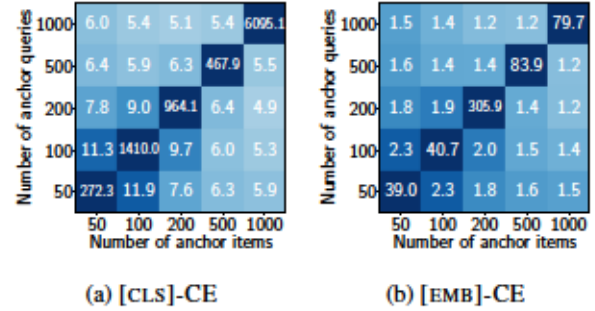 Number of anchor queries
1000 6.0 5.4 5.1 5.4 6095.1
500 6.4 5.9 6.3 467.9 5.5
200 7.8 9.0 964.1 6.4 4.9
100 11.3 1410.0 9.7 6.0 5.3
50 272.3 11.9 7.6 6.3 5.9
50 100 200 500 1000
Number of anchor items
(a) [CLS]-CE
Number of anchor queries
1000 1.5 1.4 1.2 1.2 79.7
500 1.6 1.4 1.4 83.9 1.2
200 1.8 1.9 305.9 1.4 1.2
100 2.3 40.7 2.0 1.5 1.4
50 39.0 2.3 1.8 1.6 1.5
50 100 200 500 1000
Number of anchor items
(b) [EMB]-CE